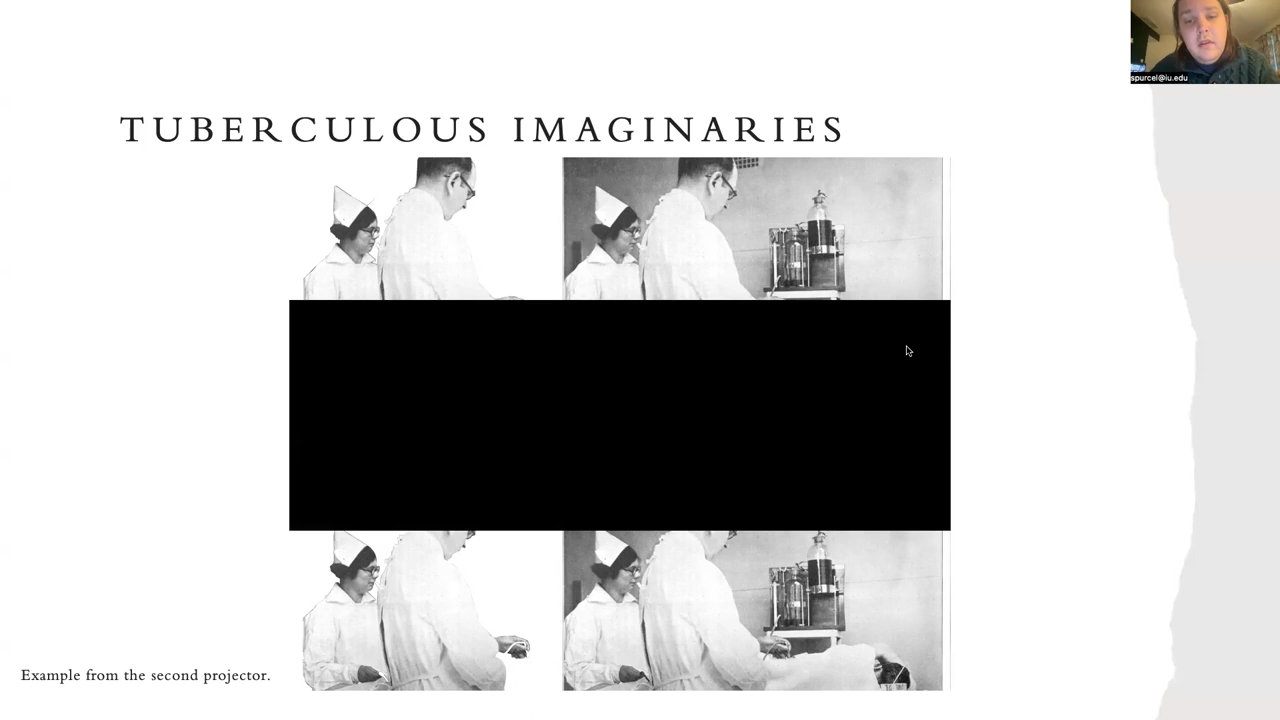 spurcel@iu.edu
TUBERCULOUS IMAGINARIES
Example from the second projector.